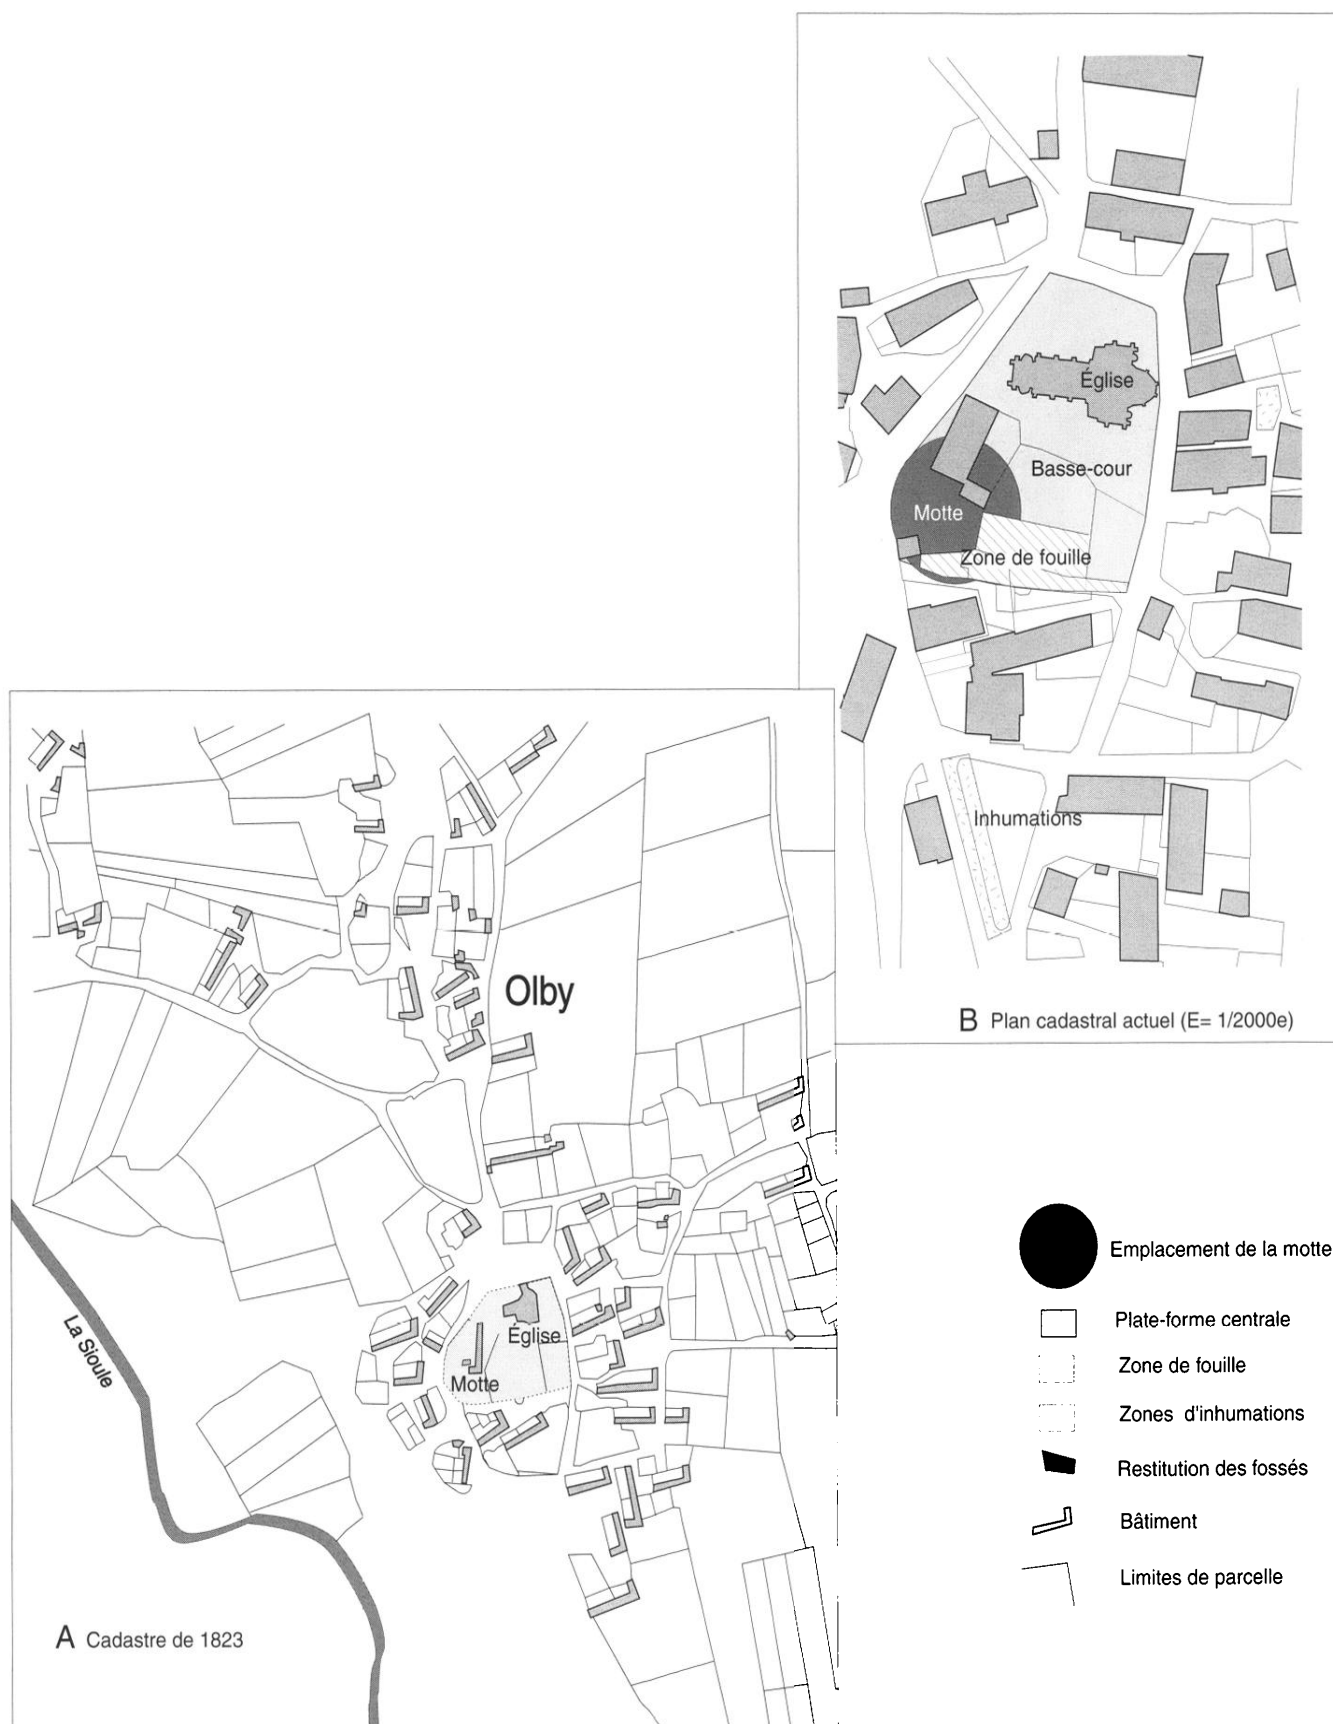 Église
Basse-cour
Motte
Zone de fouille
Inhumations
B Plan cadastral actuel (E= 1/2000e)
Olby
La Sioule
Église
Motte
A Cadastre de 1823
Emplacement de la motte
Plate-forme centrale
Zone de fouille
Zones d'inhumations
Restitution des fossés
Bâtiment
Limites de parcelle